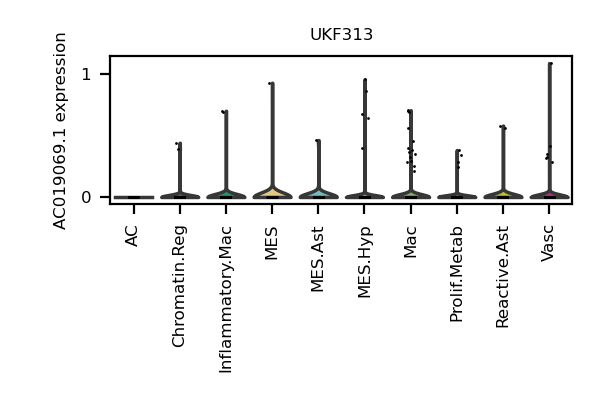 UKF313
AC019069.1 expression
1
0
AC
Chromatin.Reg
Inflammatory.Mac
MES
MES.Ast
MES.Hyp
Mac
Prolif.Metab
Reactive.Ast
Vasc